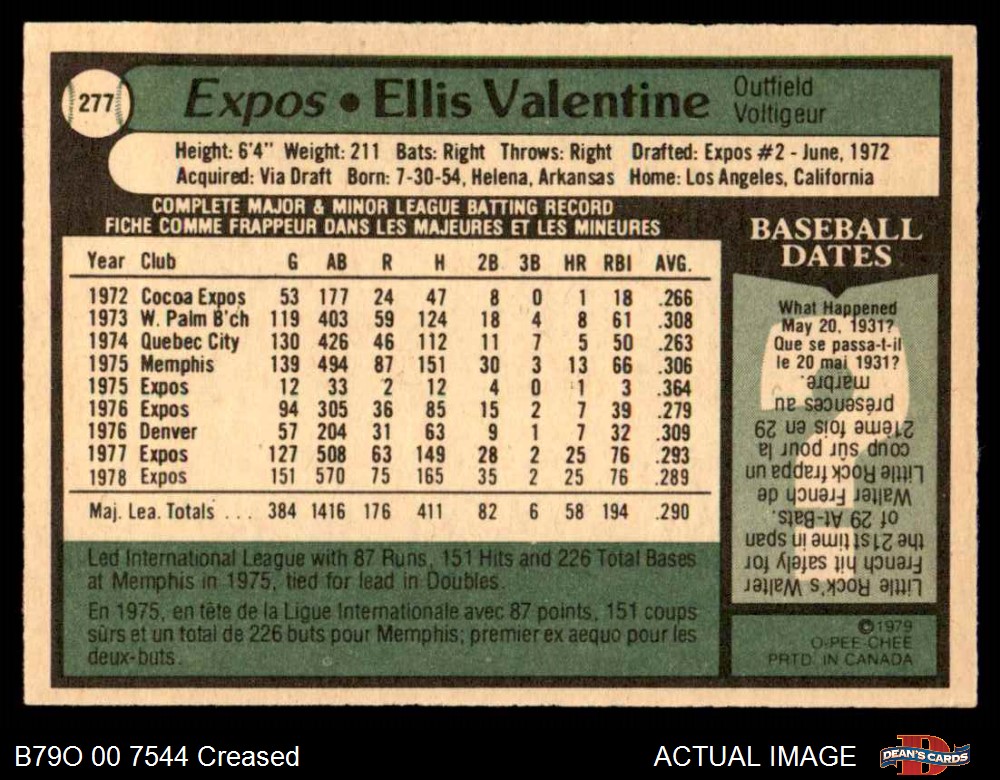 277
Expos • Ellis Valentine
Outfield
Voltigeur
Height: 6'4" Weight: 211 Bats: Right Throws: Right Drafted: Expos #2 - June, 1972
Acquired: Via Draft Born: 7-30-54, Helena, Arkansas Home: Los Angeles, California
COMPLETE MAJOR & MINOR LEAGUE BATTING RECORD
FICHE COMME FRAPPEUR DANS LES MAJEURES ET LES MINEURES
Year Club G AB R H 2B 3B HR RBI AVG.
1972 Cocoa Expos 53 177 24 47 8 0 1 18 .266
1973 W. Palm B'ch 119 403 59 124 18 4 8 61 .308
1974 Quebec City 130 426 46 112 11 7 5 50 .263
1975 Memphis 139 494 87 151 30 3 13 66 .306
1975 Expos 12 33 2 12 4 0 1 3 .364
1976 Expos 94 305 36 85 15 2 7 39 .279
1976 Denver 57 204 31 63 9 1 7 32 .309
1977 Expos 127 508 63 149 28 2 25 76 .293
1978 Expos 151 570 75 165 35 2 25 76 .289
Maj. Lea. Totals . . . 384 1416 176 411 82 6 58 194 .290
Led International League with 87 Runs, 151 Hits and 226 Total Bases
at Memphis in 1975, tied for lead in Doubles.
En 1975, en tête de la Ligue Internationale avec 87 points, 151 coups
sûrs et un total de 226 buts pour Memphis; premier ex aequo pour les
deux-buts.
BASEBALL
DATES
What Happened
May 20, 1931?
Que se passa-t-il
le 20 mai 1931?
Little Rock's Walter
French hit safely for
the 21st time in span
of 29 At-Bats.
Walter French de
Little Rock frappa un
coup sûr pour la
21ème fois en 29
présences au
marbre.
©1979
O-PEE-CHEE
PRTD. IN CANADA
B79O 00 7544 Creased
ACTUAL IMAGE
DEAN'S CARDS